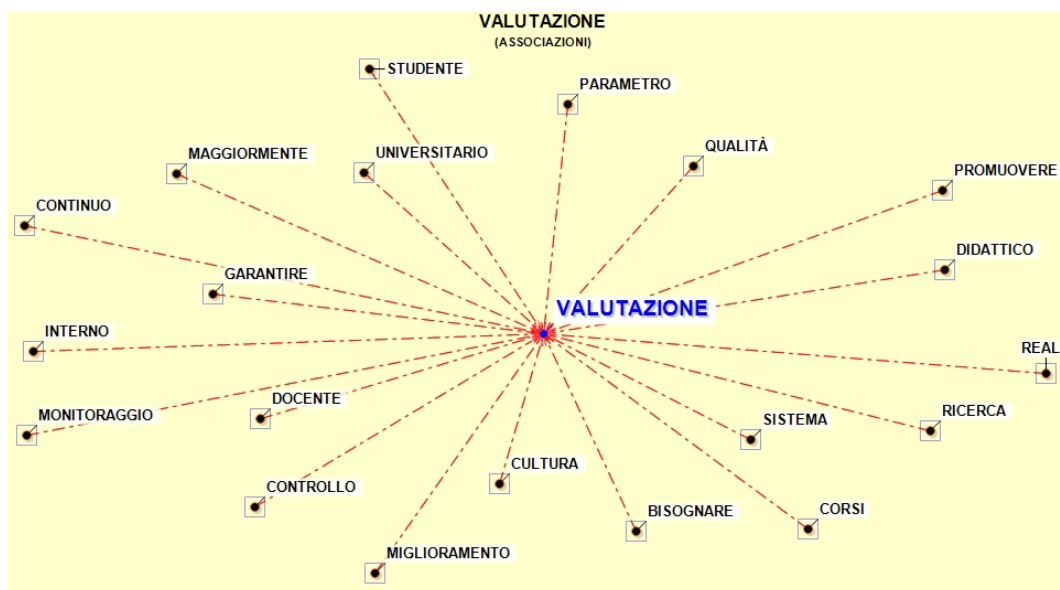 VALUTAZIONE
(ASSOCIAZIONI)
STUDENTE
PARAMETRO
UNIVERSITARIO
QUALITÀ
MAGGIORMENTE
PROMUOVERE
CONTINUO
DIDATTICO
GARANTIRE
VALUTAZIONE
INTERNO
REAL
DOCENTE
MONITORAGGIO
SISTEMA
RICERCA
CULTURA
CONTROLLO
BISOGNARE
CORSI
MIGLIORAMENTO